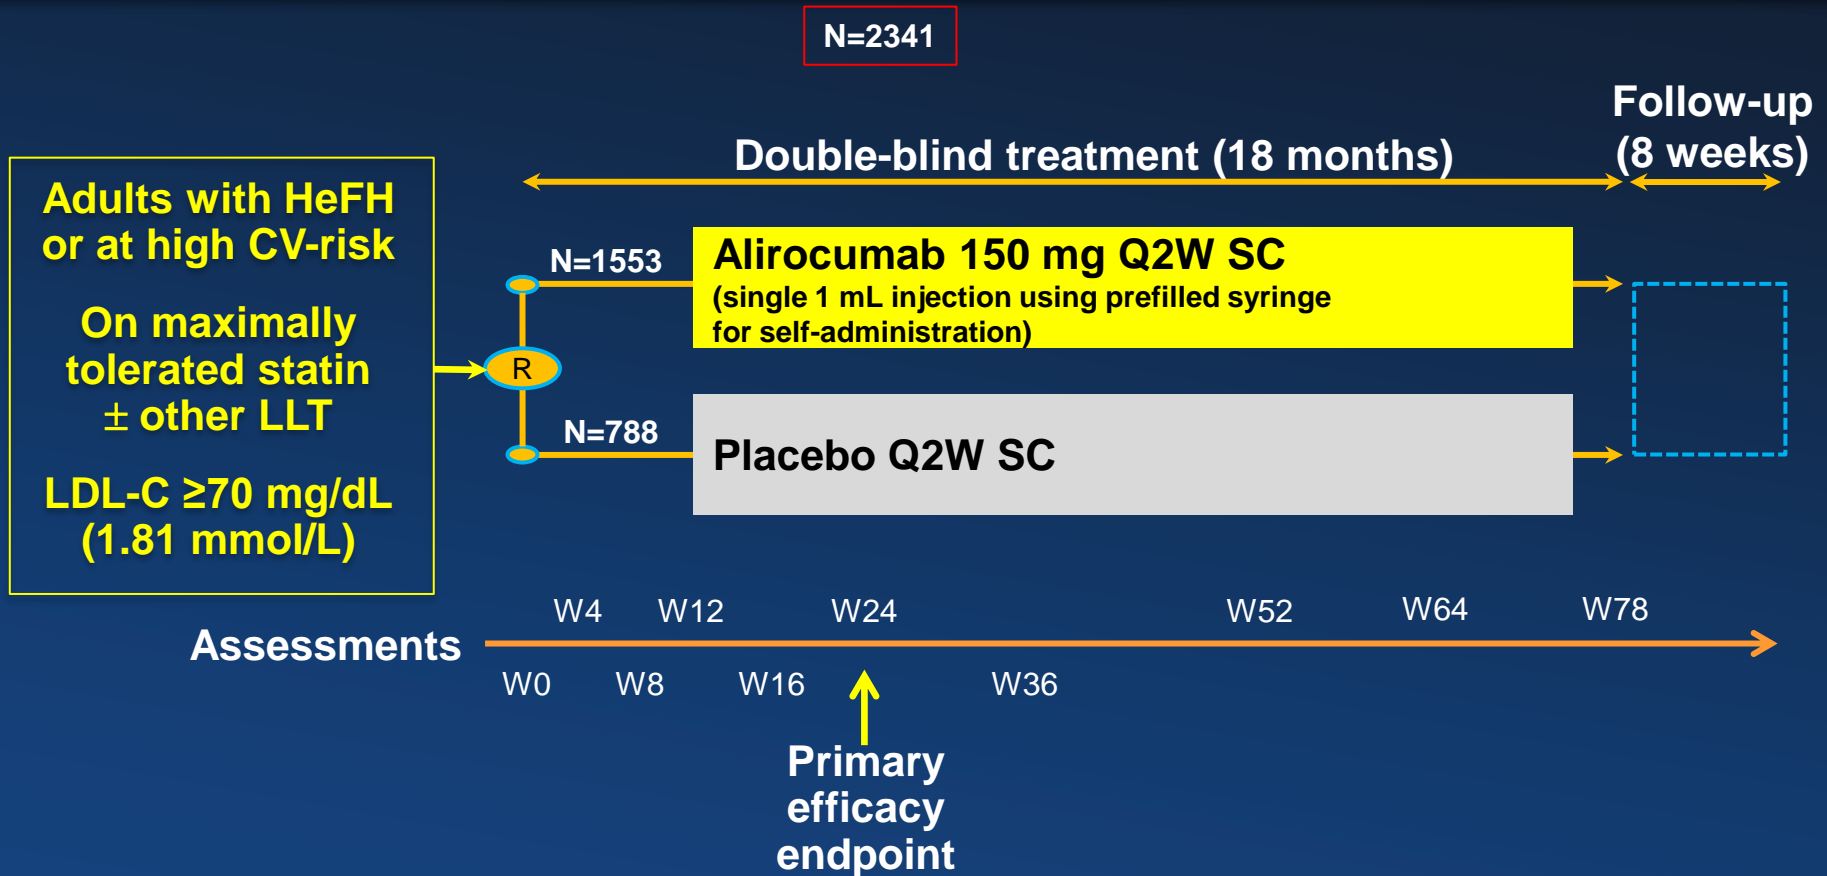 N=2341
Follow-up
(8 weeks)
Double-blind treatment (18 months)
Adults with HeFH
or at high CV-risk
On maximally
tolerated statin
± other LLT
LDL-C ≥70 mg/dL
(1.81 mmol/L)
R
N=1553
Alirocumab 150 mg Q2W SC
(single 1 mL injection using prefilled syringe
for self-administration)
N=788
Placebo Q2W SC
W4 W12 W24 W52 W64 W78
Assessments
W0 W8 W16 W36
Primary
efficacy
endpoint